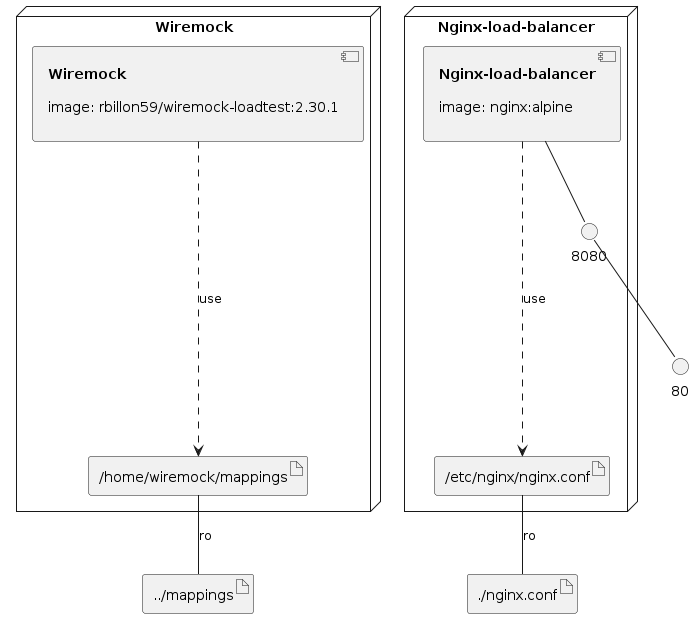 Wiremock
Wiremock
image: rbillon59/wiremock-loadtest:2.30.1
use
/home/wiremock/mappings
ro
../mappings
Nginx-load-balancer
Nginx-load-balancer
image: nginx:alpine
8080
use
80
/etc/nginx/nginx.conf
ro
./nginx.conf